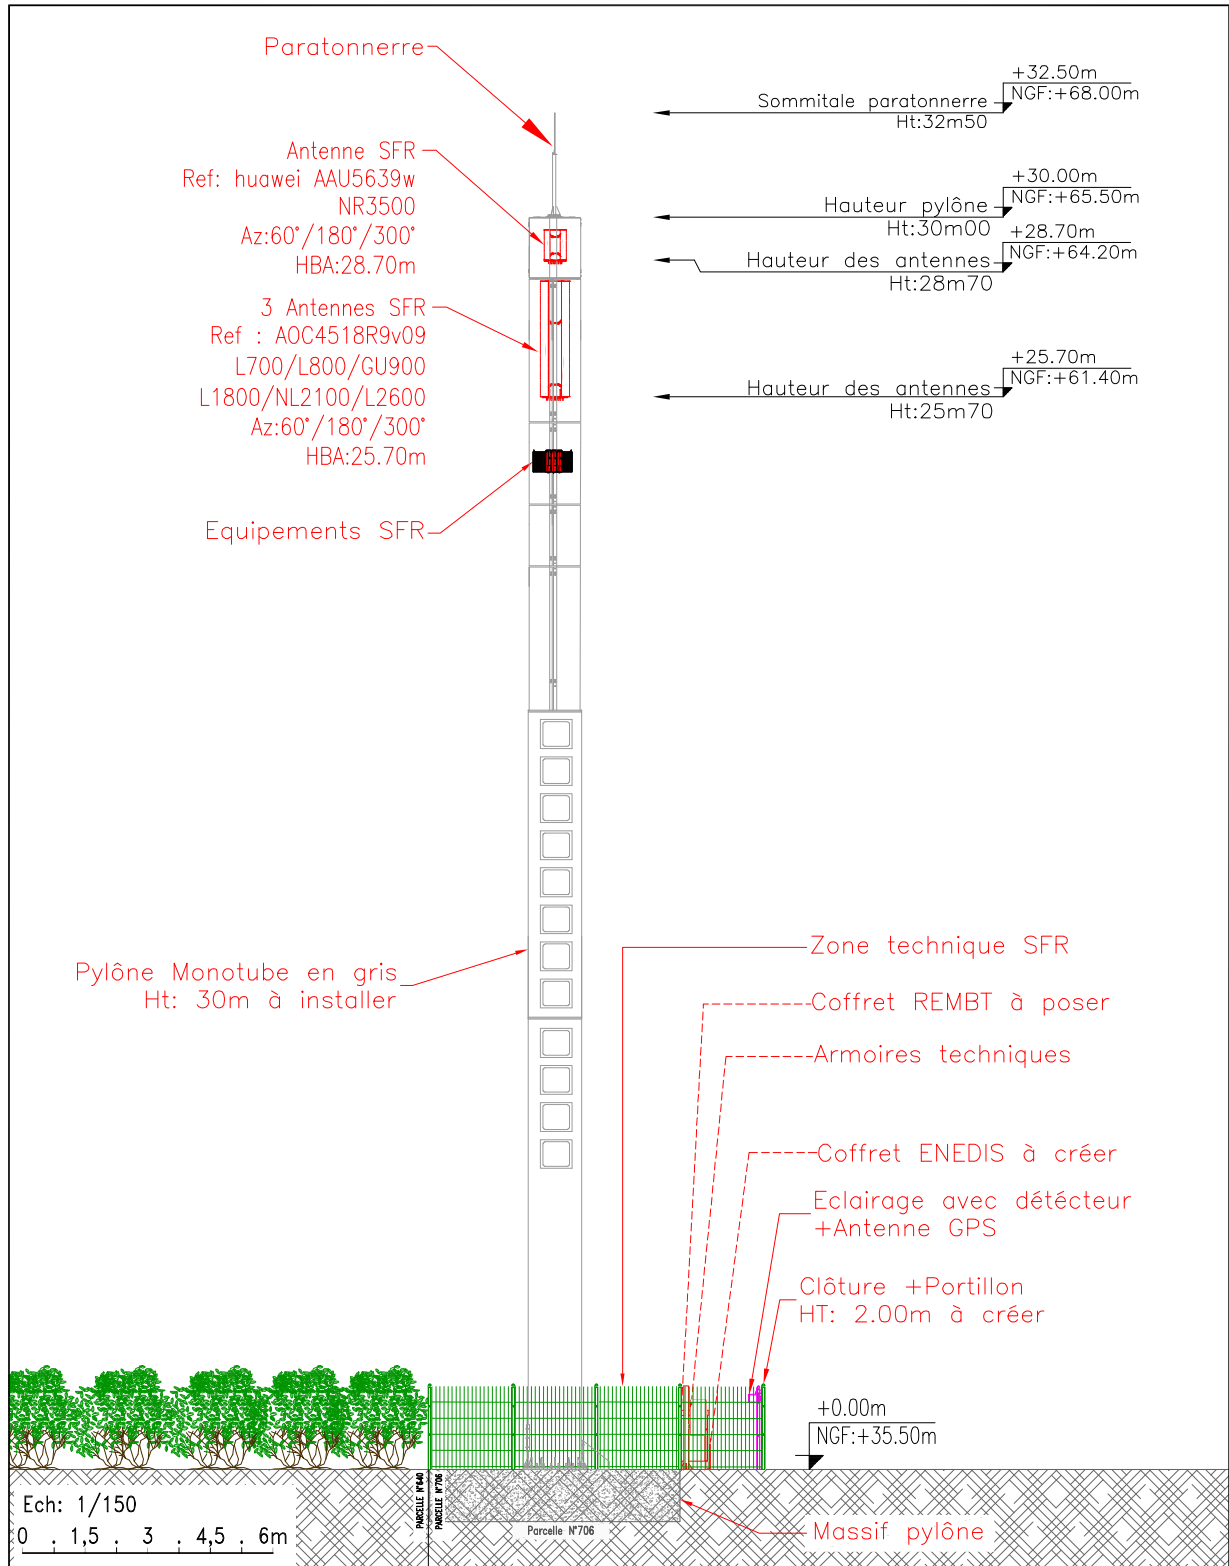 Paratonnerre
Antenne SFR
Ref: huawei AAU5639w
NR3500
Az:60°/180°/300°
HBA:28.70m
3 Antennes SFR
Ref : AOC4518R9v09
L700/L800/GU900
L1800/NL2100/L2600
Az:60°/180°/300°
HBA:25.70m
Equipements SFR
Pylône Monotube en gris
Ht: 30m à installer
+32.50m
NGF:+68.00m
Sommitale paratonnerre
Ht:32m50
+30.00m
NGF:+65.50m
Hauteur pylône
Ht:30m00
+28.70m
NGF:+64.20m
Hauteur des antennes
Ht:28m70
+25.70m
NGF:+61.40m
Hauteur des antennes
Ht:25m70
Zone technique SFR
Coffret REMBT à poser
Armoires techniques
Coffret ENEDIS à créer
Eclairage avec détécteur
+Antenne GPS
Clôture +Portillon
HT: 2.00m à créer
+0.00m
NGF:+35.50m
PARCELLE N°640
PARCELLE N°706
Parcelle N°706
Massif pylône
Ech: 1/150
0 . 1,5 . 3 . 4,5 . 6m